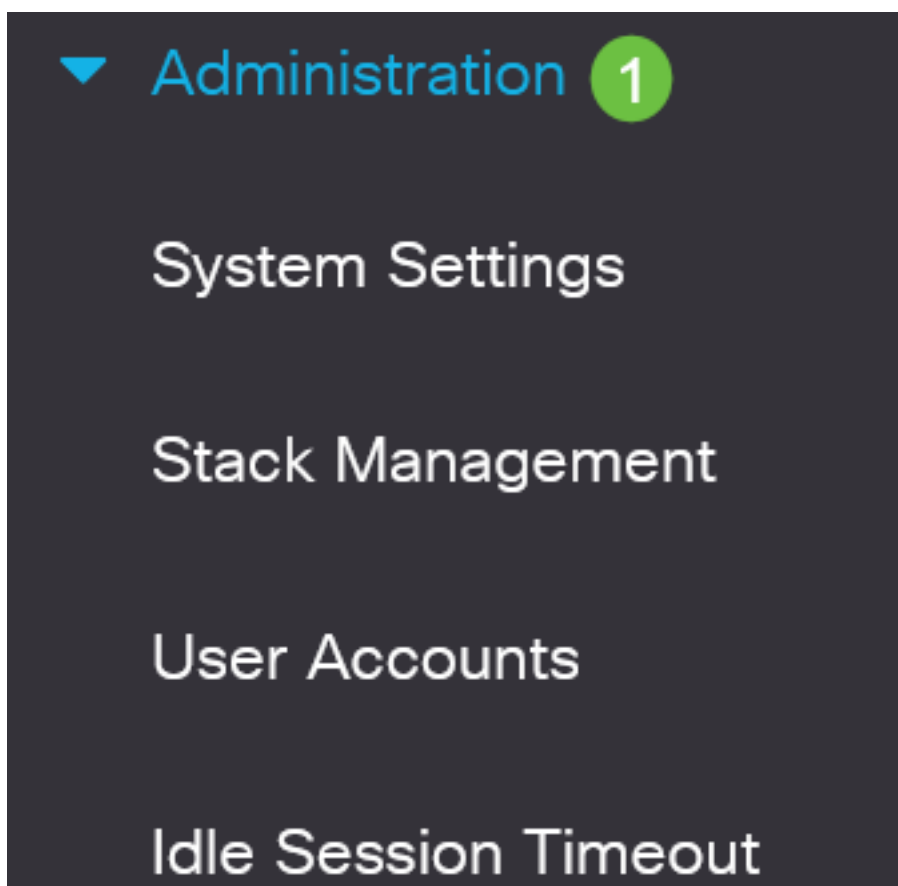 Administration 1
System Settings
Stack Management
User Accounts
Idle Session Timeout